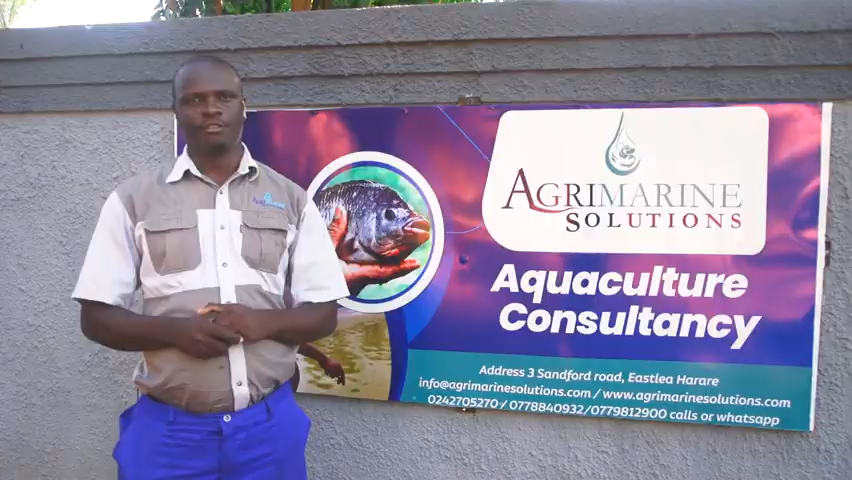 AGRIMARINE
SOLUTIONS
Aquaculture
Consultancy
Address 3 Sandford road, Eastlea Harare
info@agrimarinesolutions.com / www.agrimarinesolutions.com
0242705270 / 0778840932/0779812900 calls or whatsapp